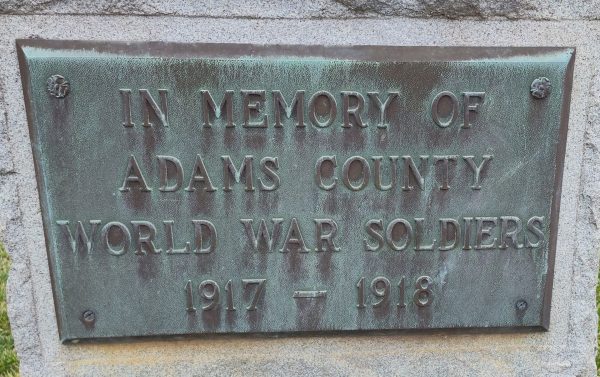 IN MEMORY OF
ADAMS COUNTY
WORLD WAR SOLDIERS
1917 — 1918